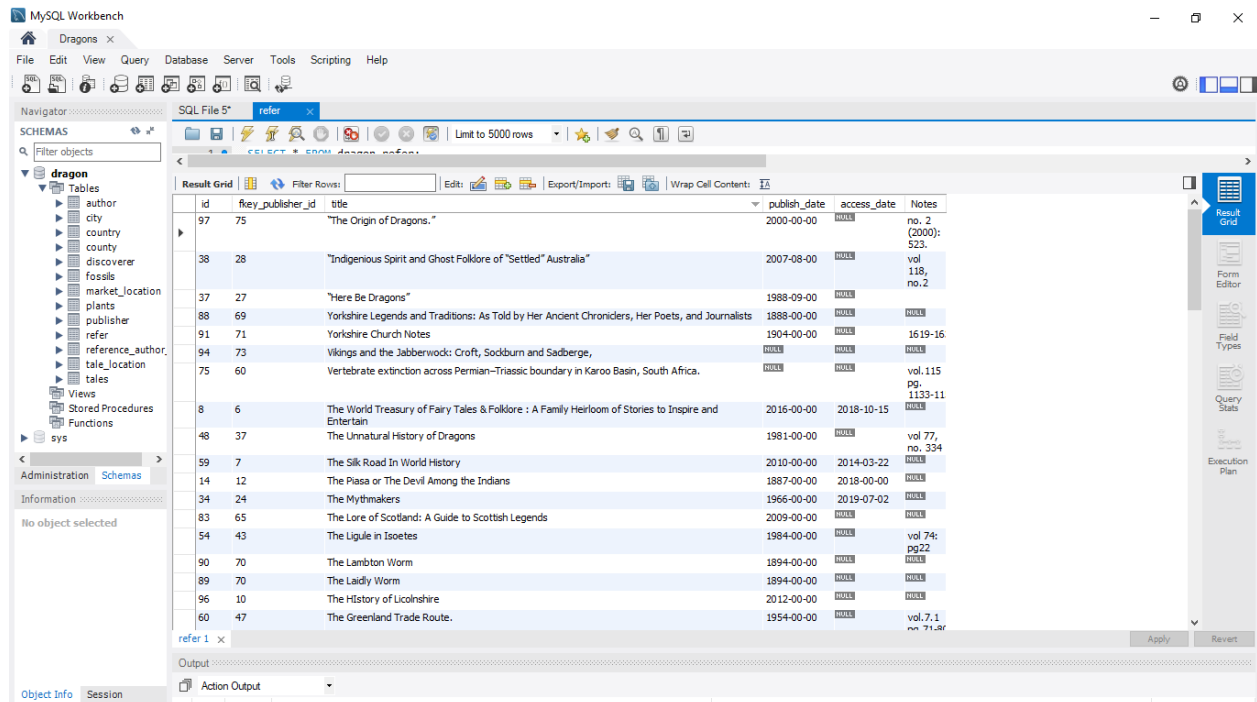 MySQL Workbench
Dragons ×
File Edit View Query Database Server Tools Scripting Help
Navigator
SQL File 5*
refer ×
SCHEMAS
Filter objects
dragon
Tables
author
city
country
county
discoverer
fossils
market_location
plants
publisher
refer
reference_author_
tale_location
tales
Views
Stored Procedures
Functions
sys
Administration Schemas
Information
No object selected
Object Info Session
Limit to 5000 rows
1 SELECT * FROM dragon.refer;
Result Grid Filter Rows: Edit: Export/Import: Wrap Cell Content:
id fkey_publisher_id title publish_date access_date Notes
97 75 "The Origin of Dragons." 2000-00-00 NULL no. 2
(2000):
523.
38 28 "Indigenious Spirit and Ghost Folklore of "Settled" Australia" 2007-08-00 NULL vol
118,
no.2
37 27 "Here Be Dragons" 1988-09-00 NULL
88 69 Yorkshire Legends and Traditions: As Told by Her Ancient Chroniclers, Her Poets, and Journalists 1888-00-00 NULL NULL
91 71 Yorkshire Church Notes 1904-00-00 NULL 1619-16
94 73 Vikings and the Jabberwock: Croft, Sockburn and Sadberge, NULL NULL NULL
75 60 Vertebrate extinction across Permian–Triassic boundary in Karoo Basin, South Africa. NULL NULL vol.115
pg.
1133-11
8 6 The World Treasury of Fairy Tales & Folklore : A Family Heirloom of Stories to Inspire and 2016-00-00 2018-10-15 NULL
Entertain
48 37 The Unnatural History of Dragons 1981-00-00 NULL vol 77,
no. 334
59 7 The Silk Road In World History 2010-00-00 2014-03-22 NULL
14 12 The Piasa or The Devil Among the Indians 1887-00-00 2018-00-00 NULL
34 24 The Mythmakers 1966-00-00 2019-07-02 NULL
83 65 The Lore of Scotland: A Guide to Scottish Legends 2009-00-00 NULL NULL
54 43 The Ligule in Isoetes 1984-00-00 NULL vol 74:
pg22
90 70 The Lambton Worm 1894-00-00 NULL NULL
89 70 The Laidly Worm 1894-00-00 NULL NULL
96 10 The HIstory of Licolnshire 2012-00-00 NULL NULL
60 47 The Greenland Trade Route. 1954-00-00 NULL vol.7.1
pg 71-80
Result
Grid
Form
Editor
Field
Types
Query
Stats
Execution
Plan
refer 1 ×
Apply Revert
Output
Action Output